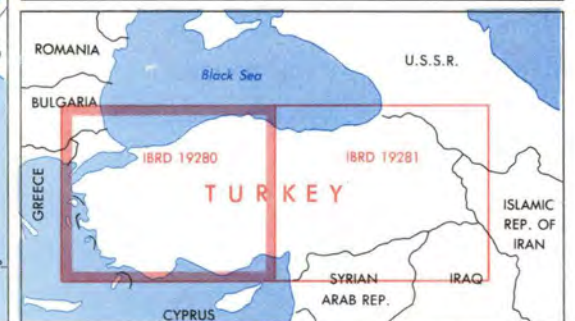 ROMANIA
Black Sea
U.S.S.R.
BULGARIA
IBRD 19280
IBRD 19281
GREECE
TURKEY
ISLAMIC
REP. OF
IRAN
SYRIAN
ARAB REP.
IRAQ
CYPRUS